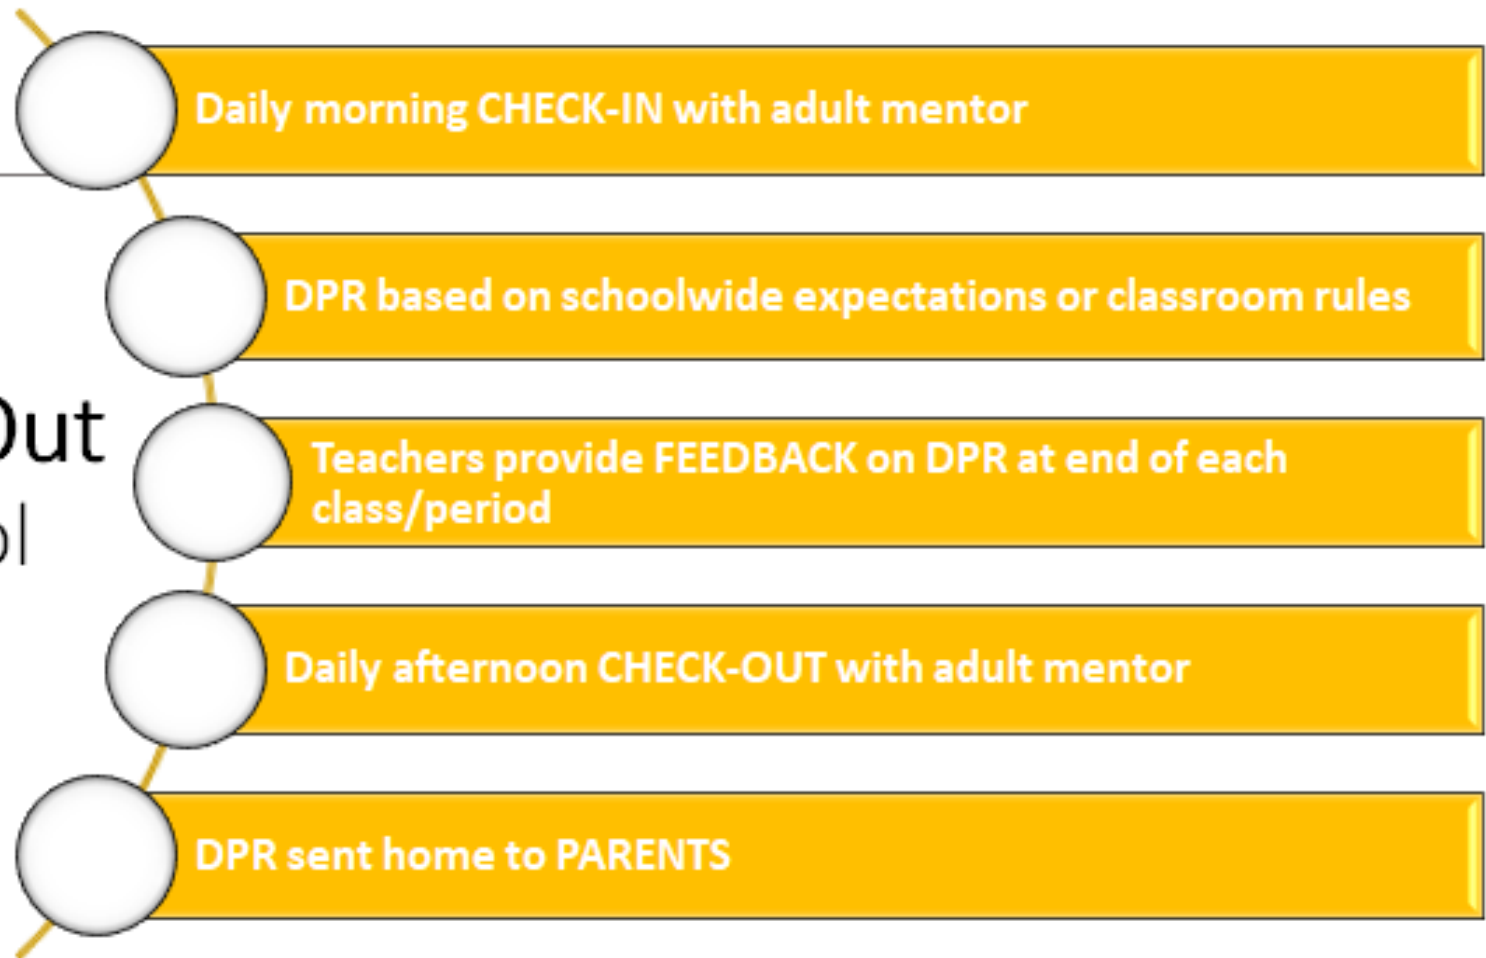 Daily morning CHECK-IN with adult mentor
DPR based on schoolwide expectations or classroom rules
Out
Teachers provide FEEDBACK on DPR at end of each
class/period
ol
Daily afternoon CHECK-OUT with adult mentor
DPR sent home to PARENTS